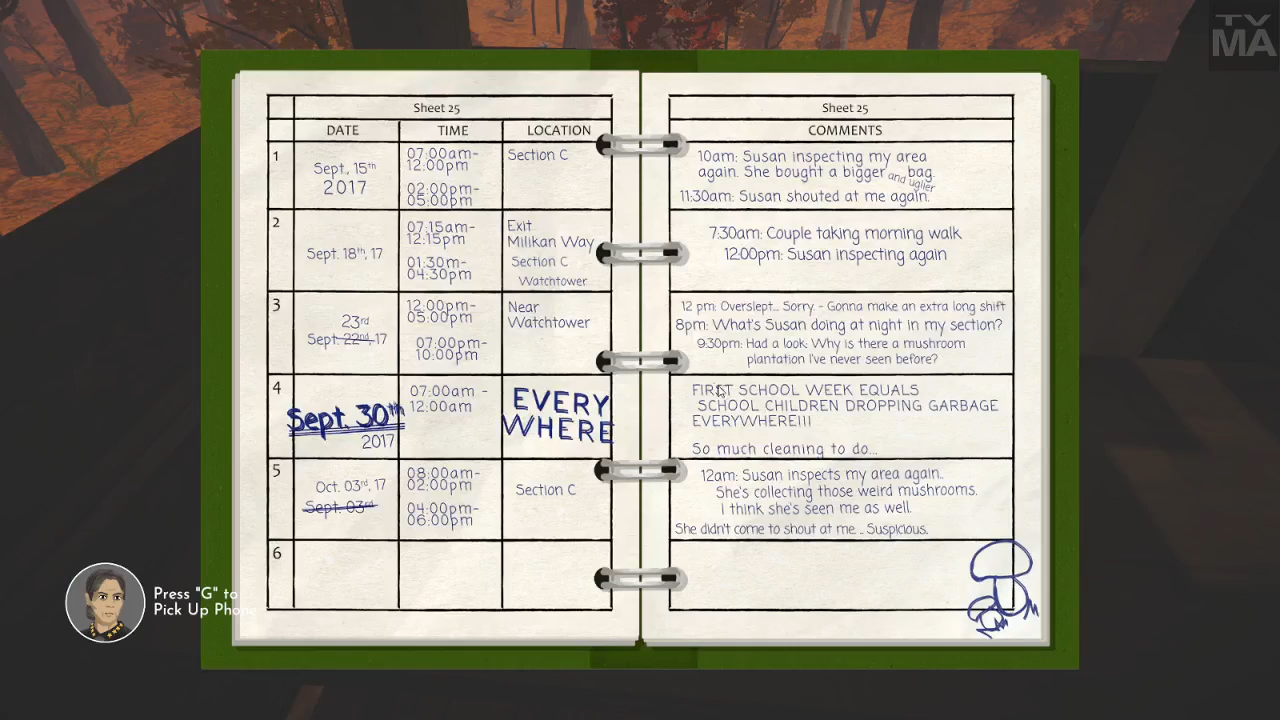 TV
MA
Sheet 25
DATE TIME LOCATION
1
Sept. 15th
2017
07:00am-
12:00pm
02:00pm-
05:00pm
Section C
2
Sept. 18th, 17
07:15am-
12:15pm
01:30m-
04:30pm
Exit
Milikan Way
Section C
Watchtower
3
23rd
Sept. 22nd, 17
12:00pm-
05:00pm
07:00pm-
10:00pm
Near
Watchtower
4
Sept. 30th
2017
07:00am -
12:00am
EVERY
WHERE
5
Oct. 03rd, 17
Sept. 03rd
08:00am-
02:00pm
04:00pm-
06:00pm
Section C
6
Sheet 25
COMMENTS
10am: Susan inspecting my area
again. She bought a bigger and uglier bag.
11:30am: Susan shouted at me again.
7:30am: Couple taking morning walk
12:00pm: Susan inspecting again
12 pm: Overslept... Sorry - Gonna make an extra long shift
8pm: What's Susan doing at night in my section?
9:30pm: Had a look: Why is there a mushroom
plantation I've never seen before?
FIRST SCHOOL WEEK EQUALS
SCHOOL CHILDREN DROPPING GARBAGE
EVERYWHERE!!!
So much cleaning to do...
12am: Susan inspects my area again..
She's collecting those weird mushrooms.
I think she's seen me as well.
She didn't come to shout at me... Suspicious.
Press "G" to
Pick Up Phone